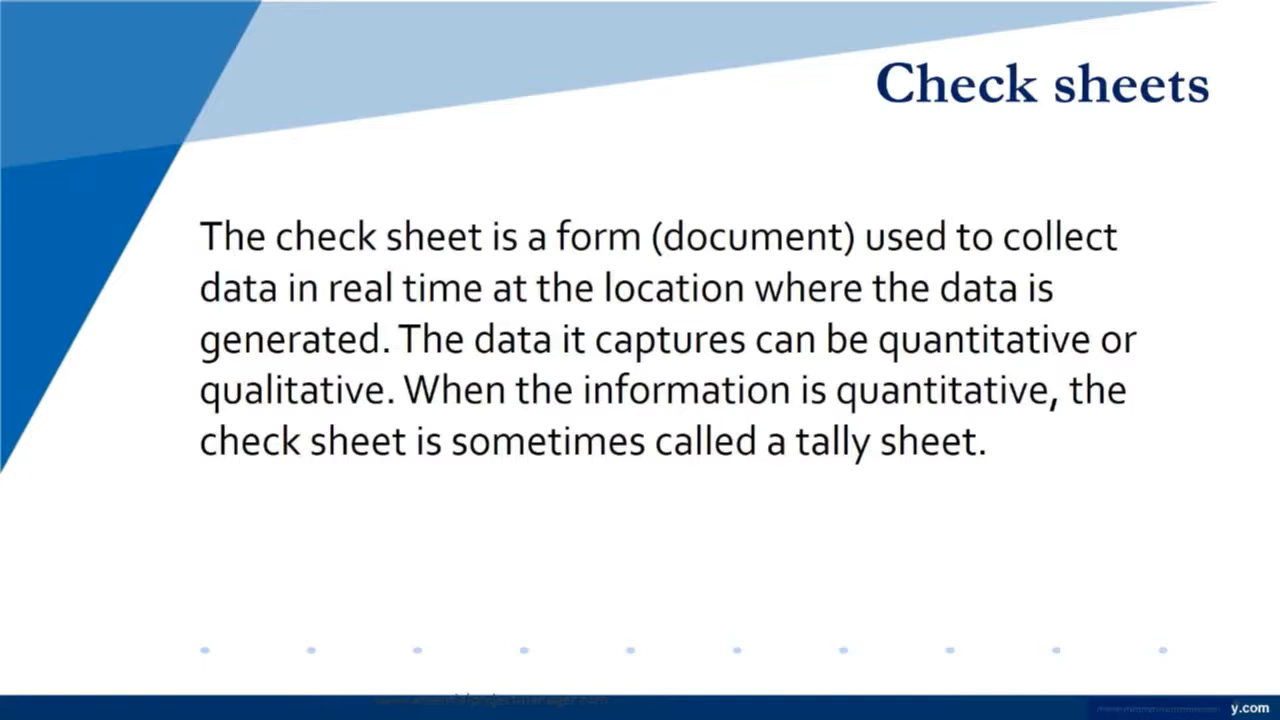 Check sheets
The check sheet is a form (document) used to collect
data in real time at the location where the data is
generated. The data it captures can be quantitative or
qualitative. When the information is quantitative, the
check sheet is sometimes called a tally sheet.
y.com